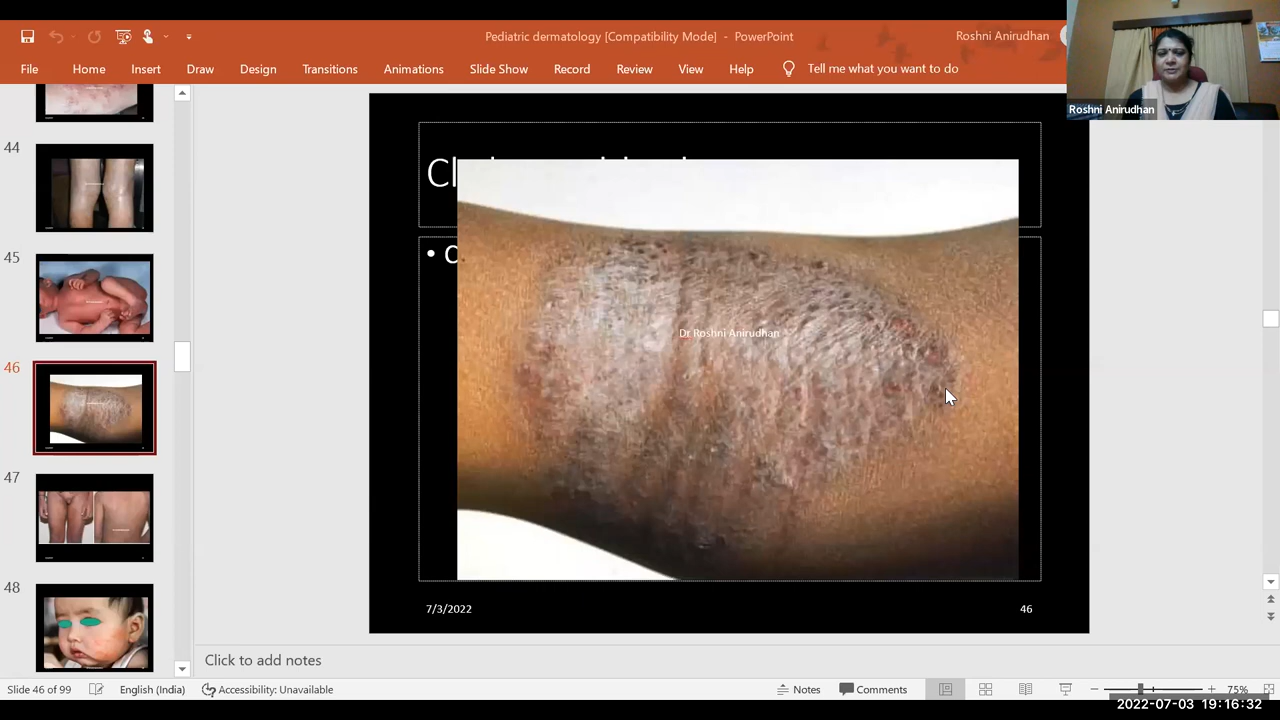 Pediatric dermatology [Compatibility Mode] - PowerPoint
Roshni Anirudhan
File Home Insert Draw Design Transitions Animations Slide Show Record Review View Help Tell me what you want to do
Roshni Anirudhan
44
45
46
47
48
Dr Roshni Anirudhan
7/3/2022
46
Click to add notes
Slide 46 of 99 English (India) Accessibility: Unavailable Notes Comments 75%
2022-07-03 19:16:32